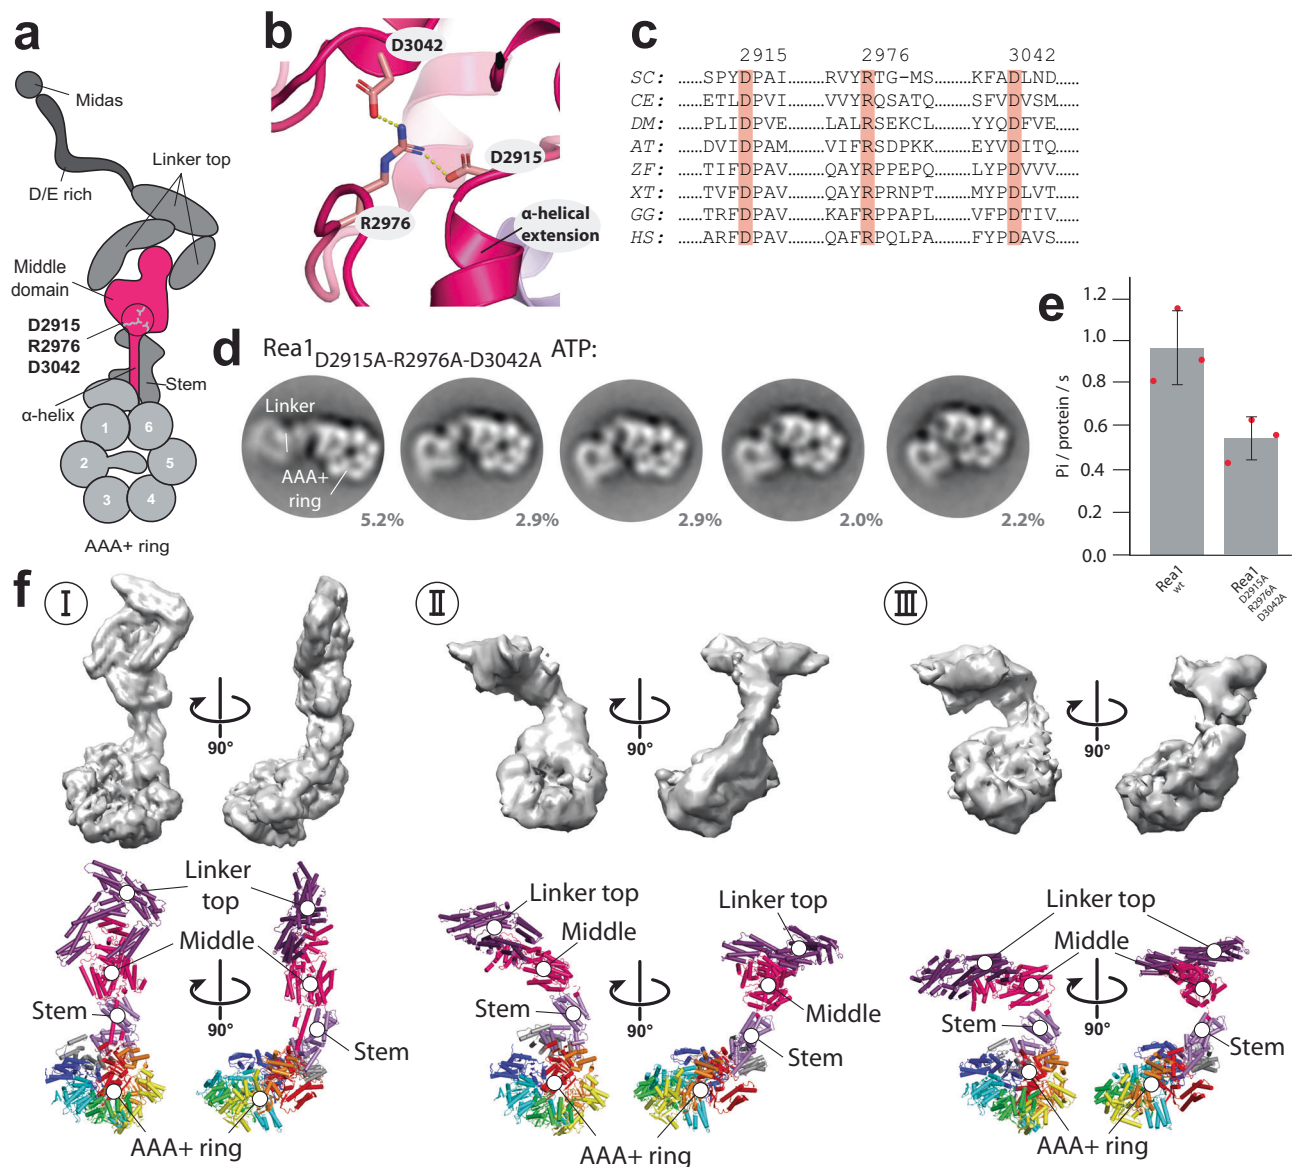 a
Midas
D/E rich
Linker top
Middle
domain
D2915
R2976
D3042
α-helix
Stem
1
6
2
5
3
4
AAA+ ring
b
D3042
D2915
R2976
α-helical
extension
c
2915 2976 3042
SC: ......SPYDPAI.........RVYRTG-MS......KFADLND......
CE: ......ETLDPVI.........VVYRQSATQ......SFVDVSM......
DM: ......PLIDPVE.........LALRSEKCL......YYQDFVE......
AT: ......DVIDPAM.........VIFRSDPKK......EYVDITQ......
ZF: ......TIFDPAV.........QAYRPPEPQ......LYPDVVV......
XT: ......TVFDPAV.........QAYRPRNPT......MYPDLVT......
GG: ......TRFDPAV.........KAFRPPAPL......VFPDTIV......
HS: ......ARFDPAV.........QAFRPQLPA......FYPDAVS......
d
Rea1D2915A-R2976A-D3042A ATP:
Linker
AAA+
ring
5.2%
2.9%
2.9%
2.0%
2.2%
e
Pi / protein / s
1.2
1.0
0.8
0.6
0.4
0.2
0.0
Rea1
wt
Rea1
D2915A
R2976A
D3042A
f
I
90°
II
90°
III
90°
Linker
top
Middle
Stem
90°
Stem
AAA+ ring
Linker top
Middle
Stem
90°
Linker top
Middle
Stem
AAA+ ring
Linker top
Middle
Stem
90°
Stem
AAA+ ring